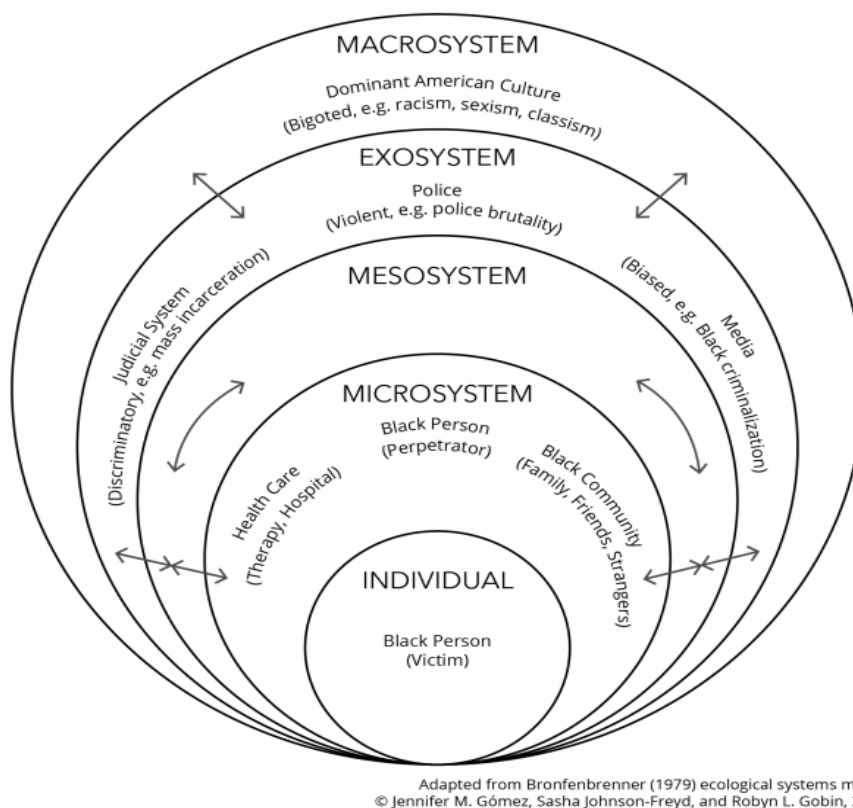 MACROSYSTEM
Dominant American Culture
(Bigoted, e.g. racism, sexism, classism)
EXOSYSTEM
Police
(Violent, e.g. police brutality)
Judicial System
(Discriminatory, e.g. mass incarceration)
Media
(Biased, e.g. Black criminalization)
MESOSYSTEM
MICROSYSTEM
Black Person
(Perpetrator)
Health Care
(Therapy, Hospital)
Black Community
(Family, Friends, Strangers)
INDIVIDUAL
Black Person
(Victim)
Adapted from Bronfenbrenner (1979) ecological systems
© Jennifer M. Gómez, Sasha Johnson-Freyd, and Robyn L. Gobin,